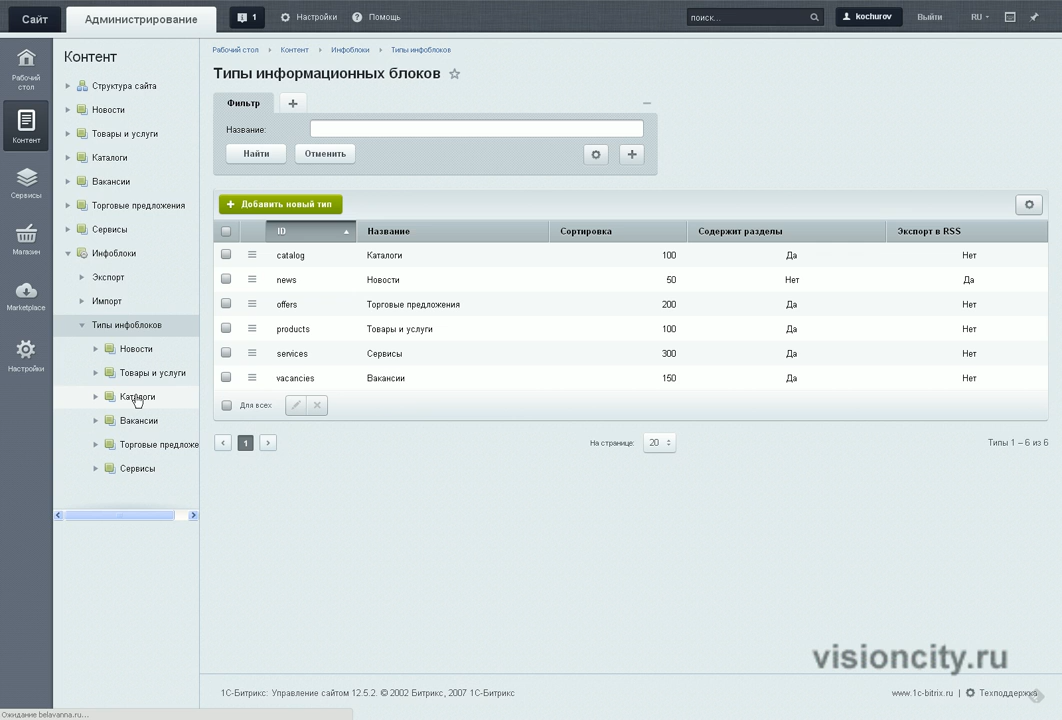 Сайт
Администрирование
1
Настройки
Помощь
поиск...
kochurov
Выйти
RU
Рабочий стол
Контент
Сервисы
Магазин
Marketplace
Настройки
Контент
Структура сайта
Новости
Товары и услуги
Каталоги
Вакансии
Торговые предложения
Сервисы
Инфоблоки
Экспорт
Импорт
Типы инфоблоков
Новости
Товары и услуги
Каталоги
Вакансии
Торговые предложе
Сервисы
Рабочий стол Контент Инфоблоки Типы инфоблоков
Типы информационных блоков
Фильтр
Название:
Найти Отменить
Добавить новый тип
ID Название Сортировка Содержит разделы Экспорт в RSS
catalog Каталоги 100 Да Нет
news Новости 50 Нет Да
offers Торговые предложения 200 Да Нет
products Товары и услуги 100 Да Нет
services Сервисы 300 Да Нет
vacancies Вакансии 150 Да Нет
Для всех
1
На странице: 20
Типы 1 – 6 из 6
visioncity.ru
1С-Битрикс: Управление сайтом 12.5.2. © 2002 Битрикс, 2007 1С-Битрикс
www.1c-bitrix.ru | Техподдержка
Ожидание belavanna.ru...